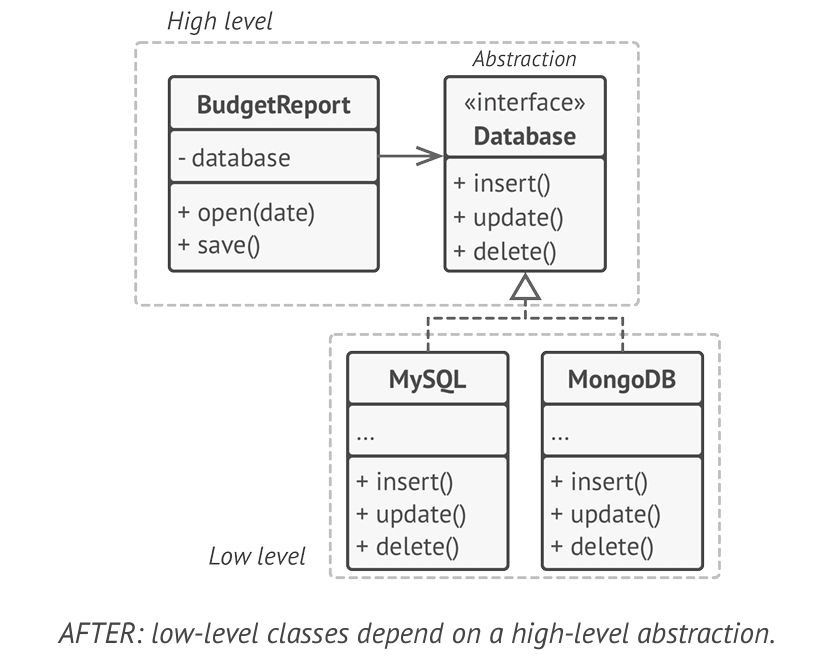 High level
Abstraction
BudgetReport
- database
+ open(date)
+ save()
«interface»
Database
+ insert()
+ update()
+ delete()
MySQL
...
+ insert()
+ update()
+ delete()
MongoDB
...
+ insert()
+ update()
+ delete()
Low level
AFTER: low-level classes depend on a high-level abstraction.